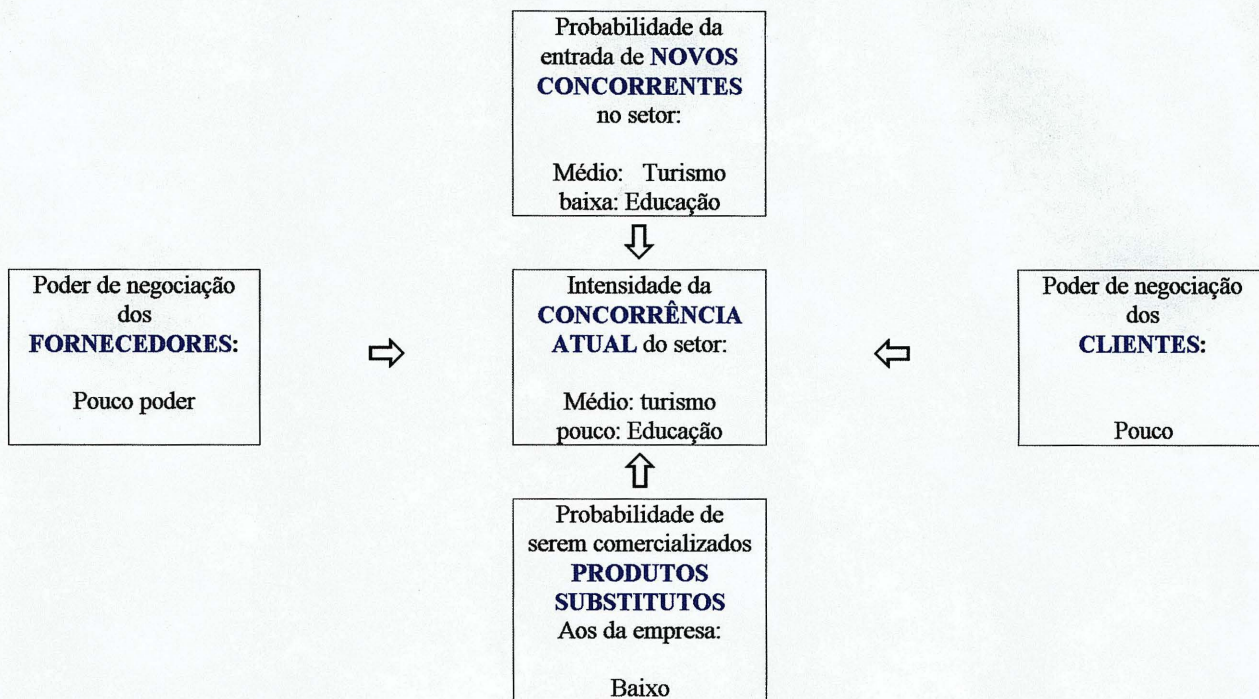 Probabilidade da
entrada de NOVOS
CONCORRENTES
no setor:
Médio: Turismo
baixa: Educação
Poder de negociação
dos
FORNECEDORES:
Pouco poder
Intensidade da
CONCORRÊNCIA
ATUAL do setor:
Médio: turismo
pouco: Educação
Poder de negociação
dos
CLIENTES:
Pouco
Probabilidade de
serem comercializados
PRODUTOS
SUBSTITUTOS
Aos da empresa:
Baixo